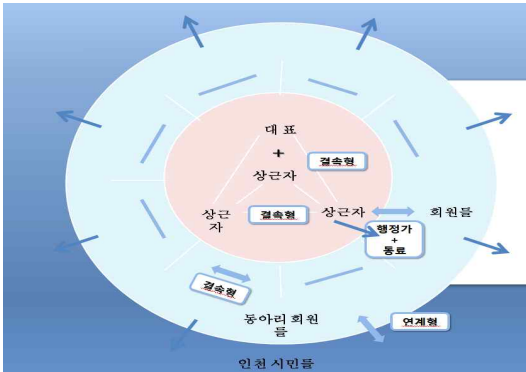 대 표
+
결속형
상근자
상근
자
결속형
상근자
회원들
행정가
+
동료
결속형
동아리 회원
들
연계형
인천 시민들